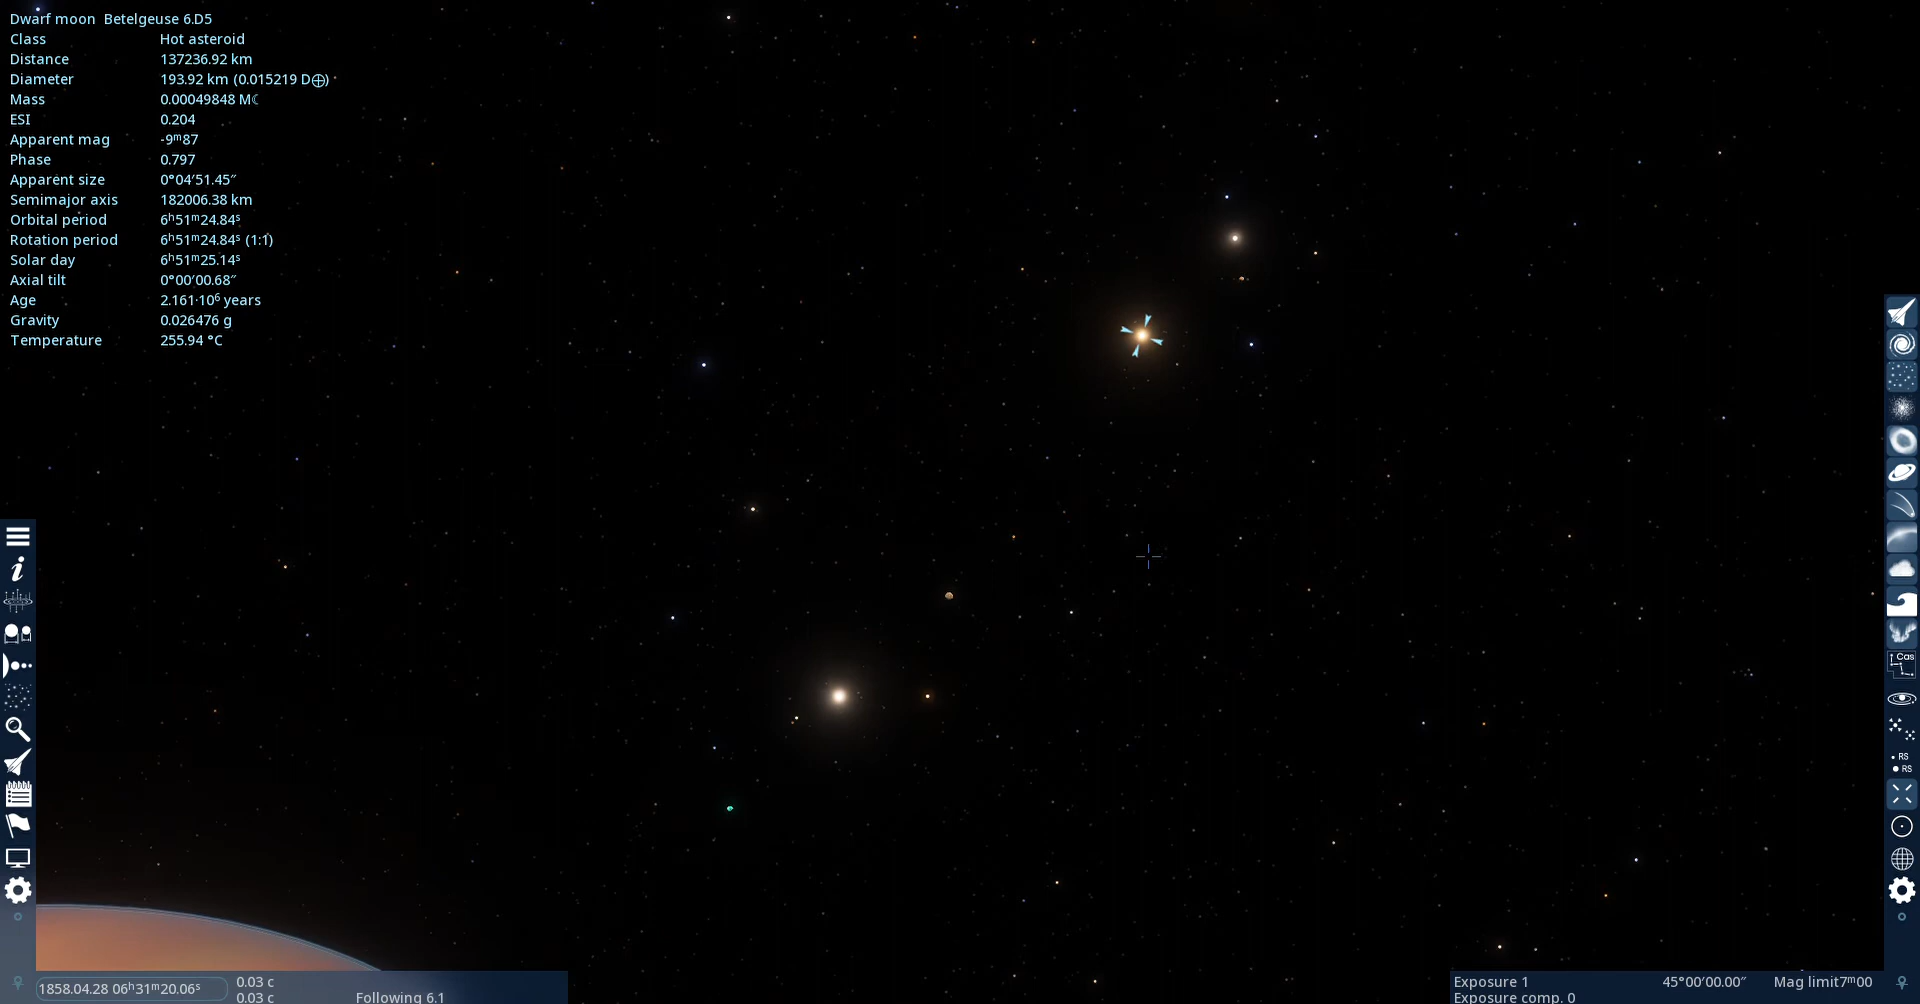 Dwarf moon Betelgeuse 6.D5
Class Hot asteroid
Distance 137236.92 km
Diameter 193.92 km (0.015219 D⊕)
Mass 0.00049848 M☾
ESI 0.204
Apparent mag -9ᵐ87
Phase 0.797
Apparent size 0°04′51.45″
Semimajor axis 182006.38 km
Orbital period 6ʰ51ᵐ24.84ˢ
Rotation period 6ʰ51ᵐ24.84ˢ (1:1)
Solar day 6ʰ51ᵐ25.14ˢ
Axial tilt 0°00′00.68″
Age 2.161·10⁶ years
Gravity 0.026476 g
Temperature 255.94 °C
Cas
RS
RS
1858.04.28 06ʰ31ᵐ20.06ˢ
0.03 c
0.03 c Following 6.1
Exposure 1 45°00′00.00″ Mag limit7ᵐ00
Exposure comp. 0